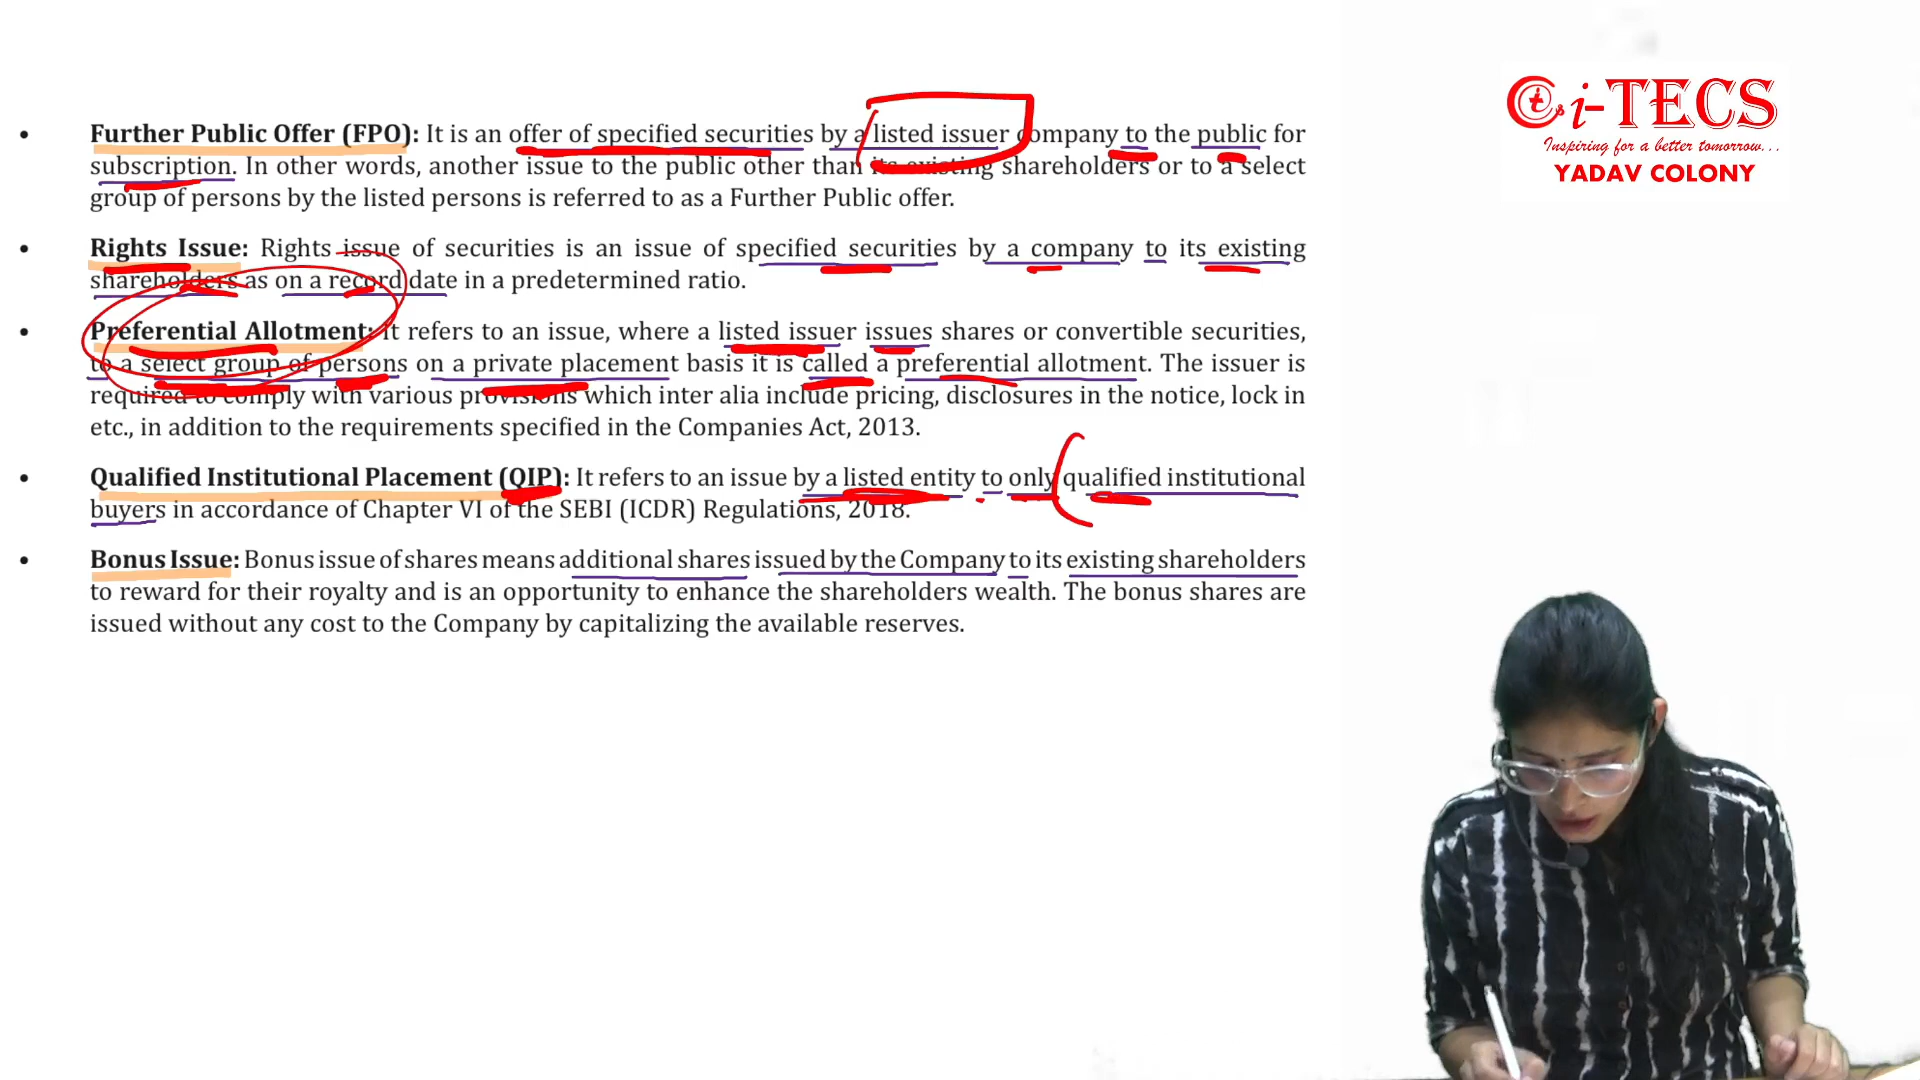 • Further Public Offer (FPO): It is an offer of specified securities by a listed issuer company to the public for
subscription. In other words, another issue to the public other than its existing shareholders or to a select
group of persons by the listed persons is referred to as a Further Public offer.
• Rights Issue: Rights issue of securities is an issue of specified securities by a company to its existing
shareholders as on a record date in a predetermined ratio.
• Preferential Allotment: It refers to an issue, where a listed issuer issues shares or convertible securities,
to a select group of persons on a private placement basis it is called a preferential allotment. The issuer is
required to comply with various provisions which inter alia include pricing, disclosures in the notice, lock in
etc., in addition to the requirements specified in the Companies Act, 2013.
• Qualified Institutional Placement (QIP): It refers to an issue by a listed entity to only qualified institutional
buyers in accordance of Chapter VI of the SEBI (ICDR) Regulations, 2018.
• Bonus Issue: Bonus issue of shares means additional shares issued by the Company to its existing shareholders
to reward for their royalty and is an opportunity to enhance the shareholders wealth. The bonus shares are
issued without any cost to the Company by capitalizing the available reserves.
i-TECS
Inspiring for a better tomorrow...
YADAV COLONY